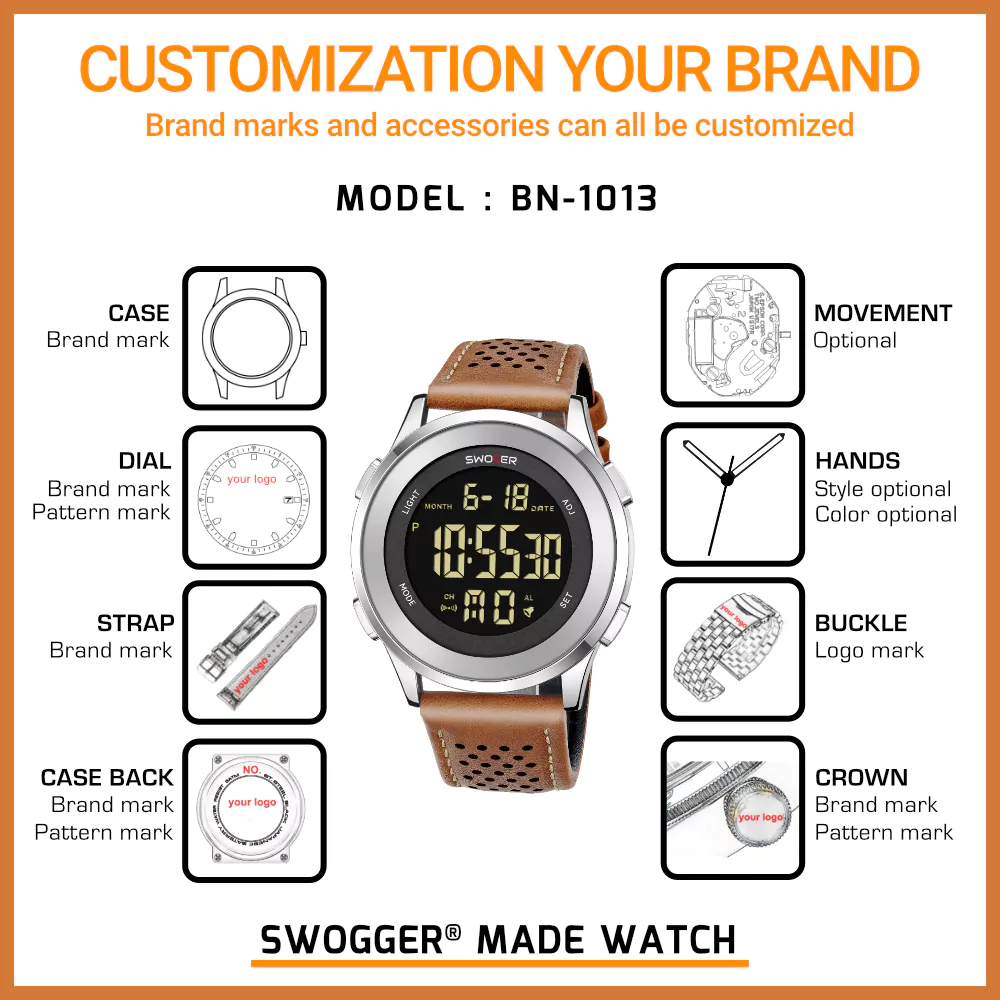 CUSTOMIZATION YOUR BRAND
Brand marks and accessories can all be customized
MODEL : BN-1013
CASE
Brand mark
DIAL
Brand mark
Pattern mark
your logo
7
STRAP
Brand mark
your logo
CASE BACK
Brand mark
Pattern mark
NO.
your logo
SWOGER
LIGHT
ADJ
MONTH 6-18 DATE
P
10:55 30
MODE
SET
CH
AL
MO
MOVEMENT
Optional
HANDS
Style optional
Color optional
BUCKLE
Logo mark
your logo
CROWN
Brand mark
Pattern mark
your logo
SWOGGER® MADE WATCH